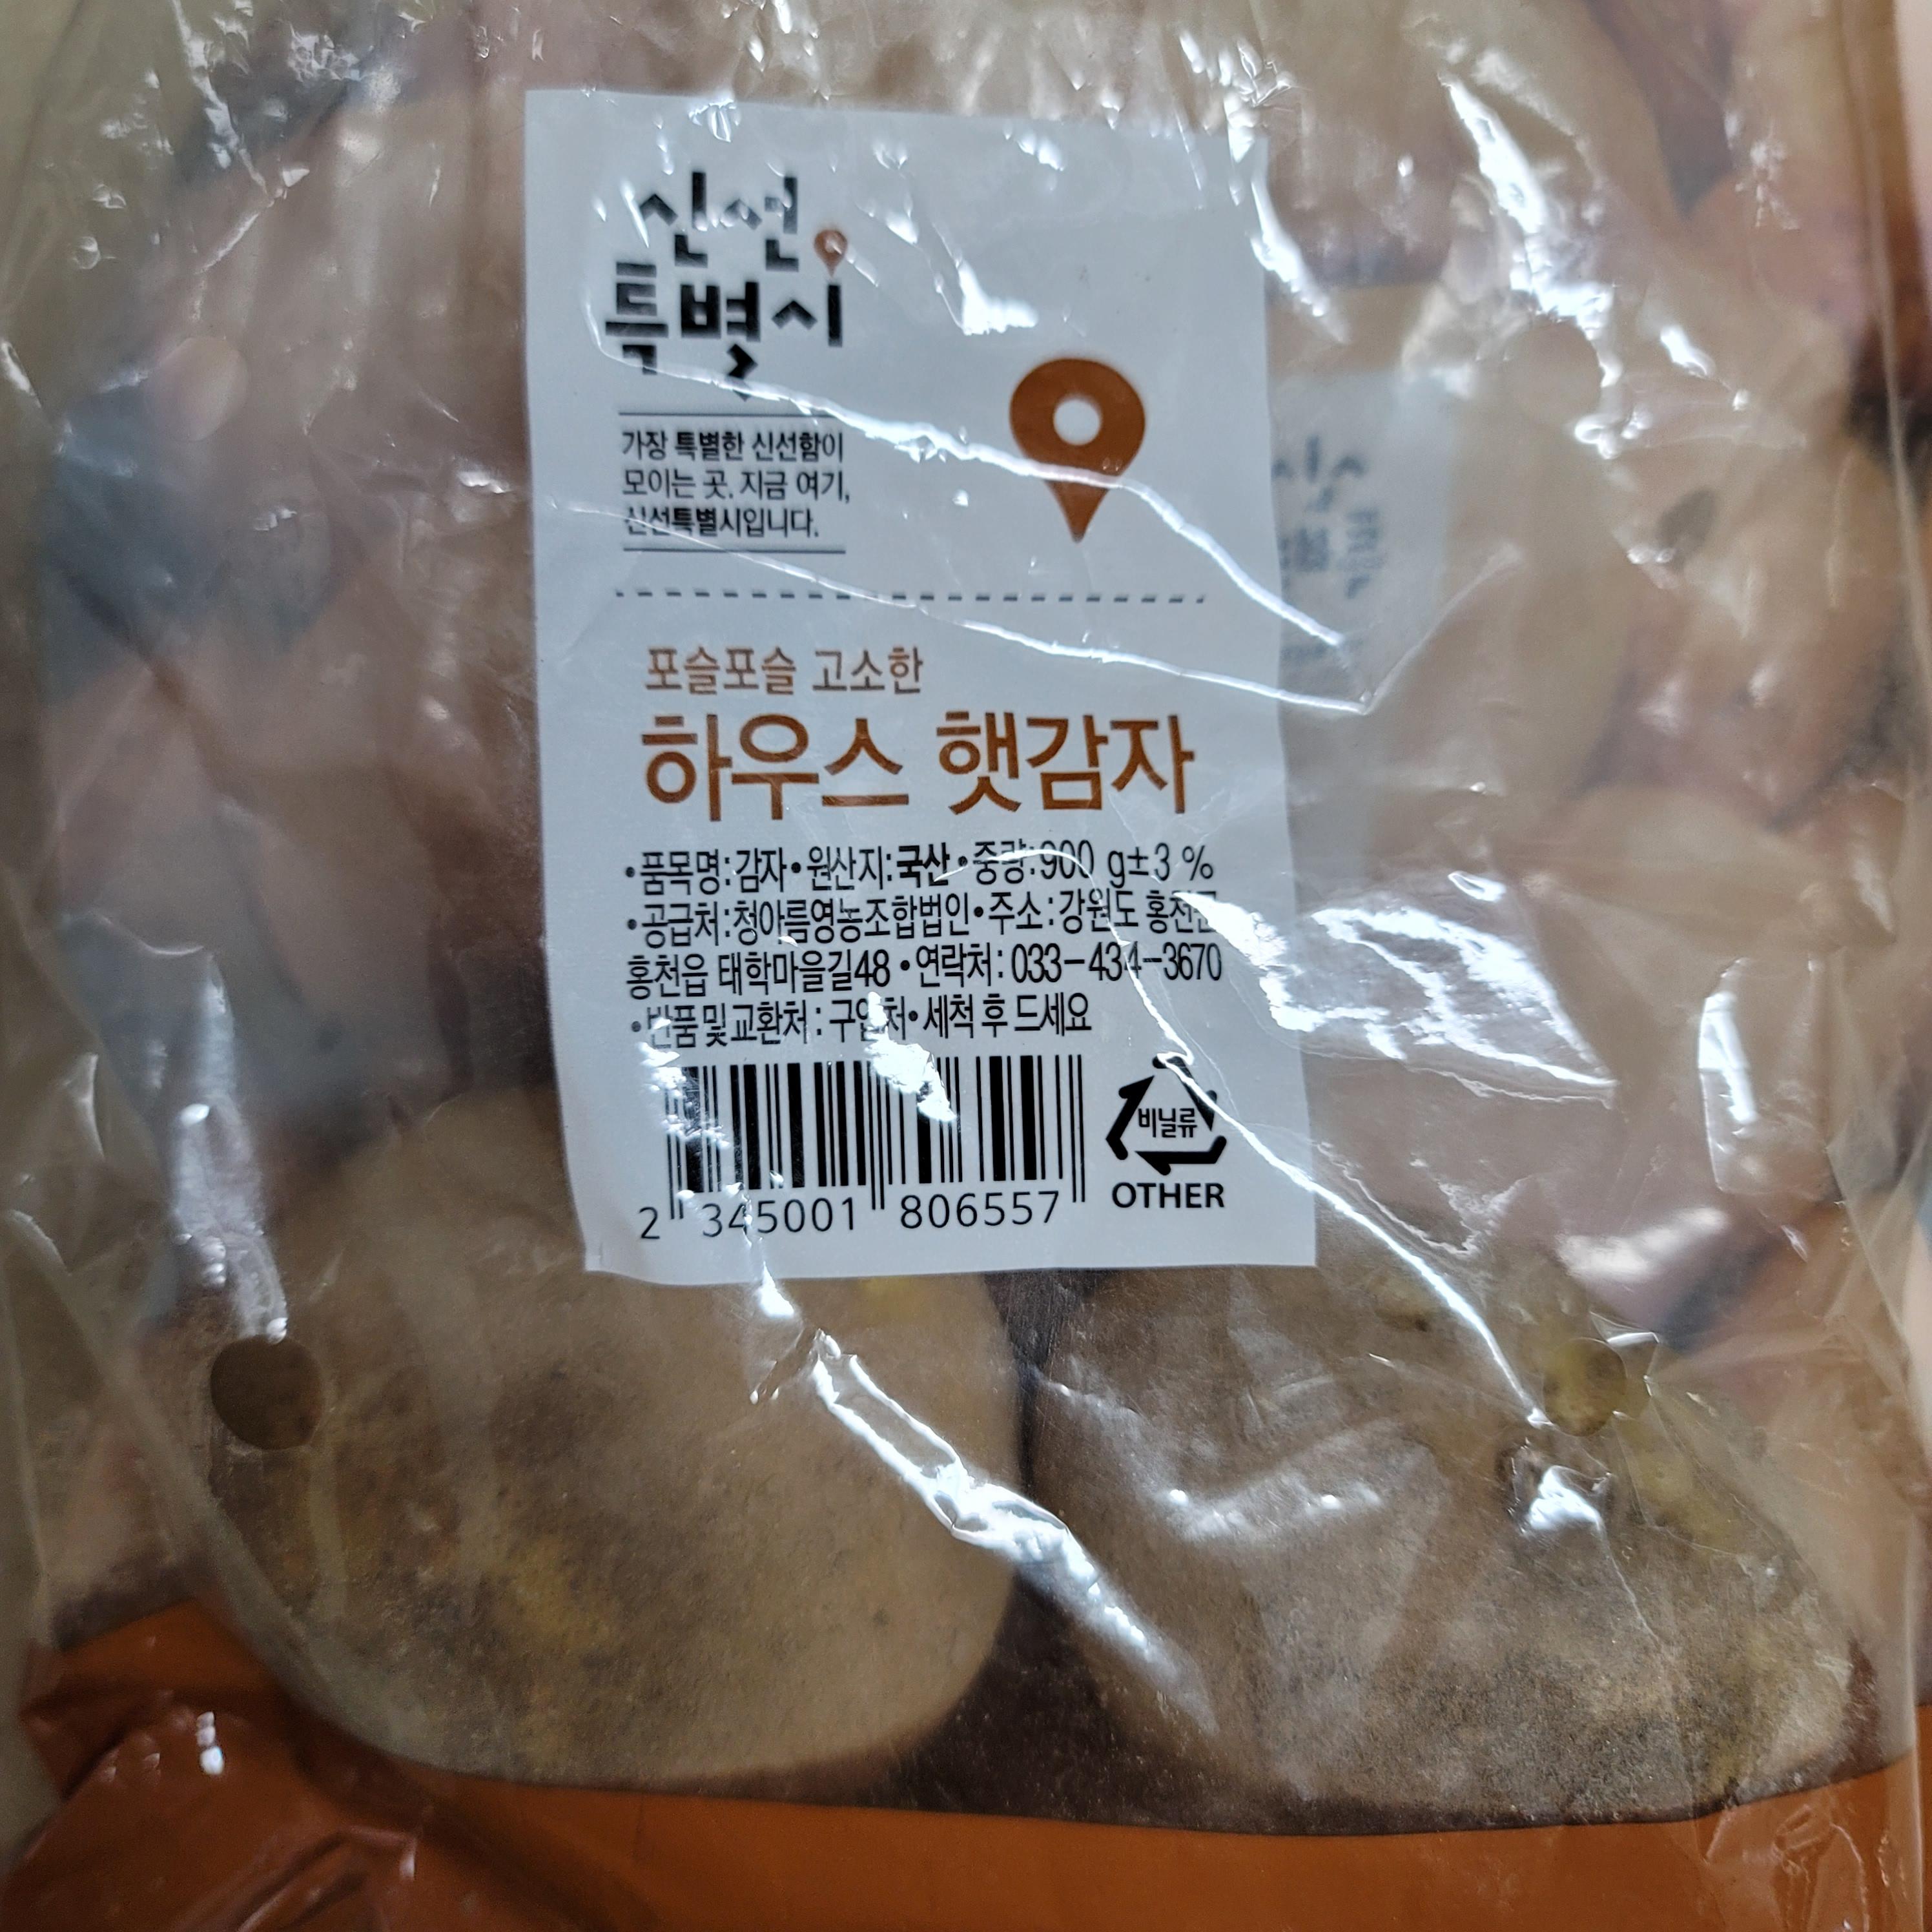 신선
특별시
가장 특별한 신선함이
모이는 곳. 지금 여기,
신선특별시입니다.
포슬포슬 고소한
하우스 햇감자
•품목명:감자•원산지:국산•중량:900 g±3 %
•공급처:청아름영농조합법인•주소:강원도 홍천군
홍천읍 태학마을길48•연락처:033-434-3670
•반품및교환처:구입처•세척 후 드세요
비닐류
OTHER
2 345001 806557